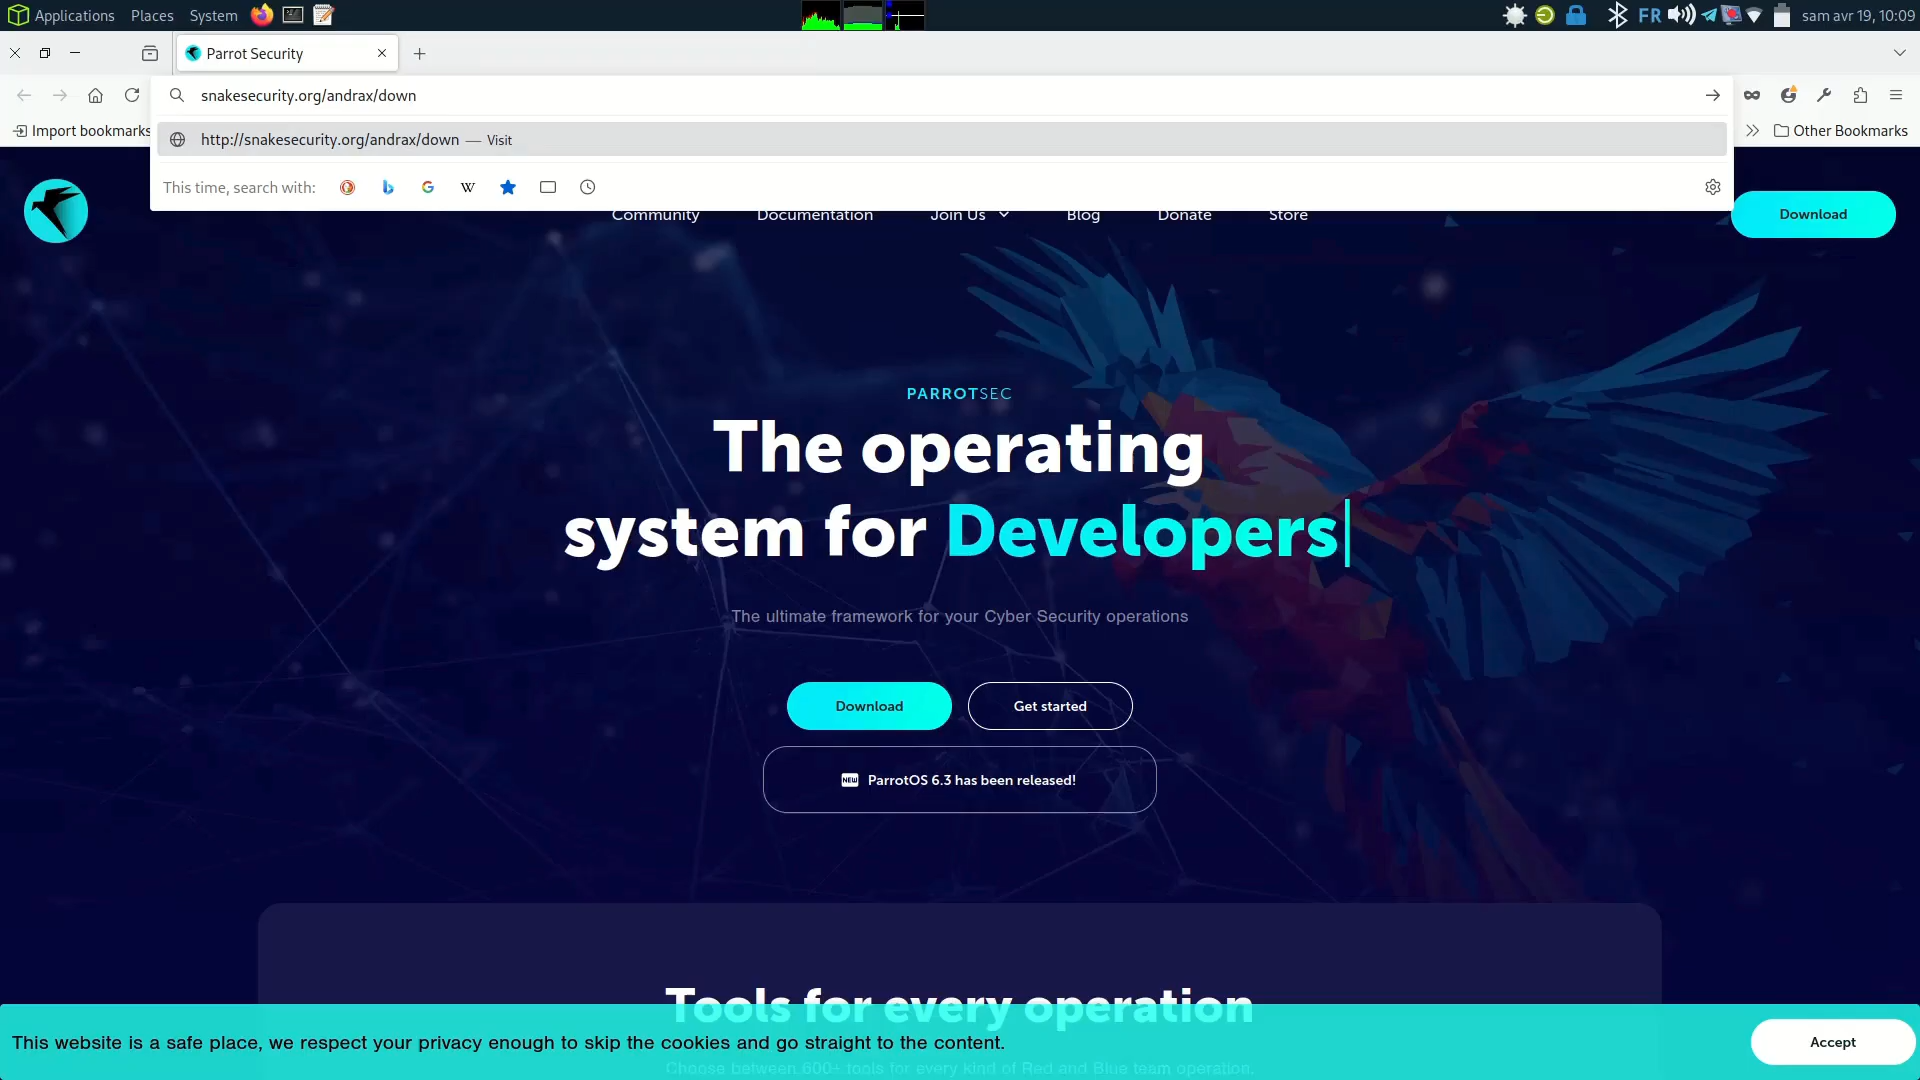 Applications Places System FR sam avr 19, 10:09
Parrot Security
snakesecurity.org/andrax/down
Import bookmarks Other Bookmarks
http://snakesecurity.org/andrax/down — Visit
This time, search with: W
Community Documentation Join Us Blog Donate Store Download
PARROTSEC
The operating
system for Developers
The ultimate framework for your Cyber Security operations
Download Get started
NEW ParrotOS 6.3 has been released!
Tools for every operation
This website is a safe place, we respect your privacy enough to skip the cookies and go straight to the content. Accept
Choose between 600+ tools for every kind of Red and Blue team operation.